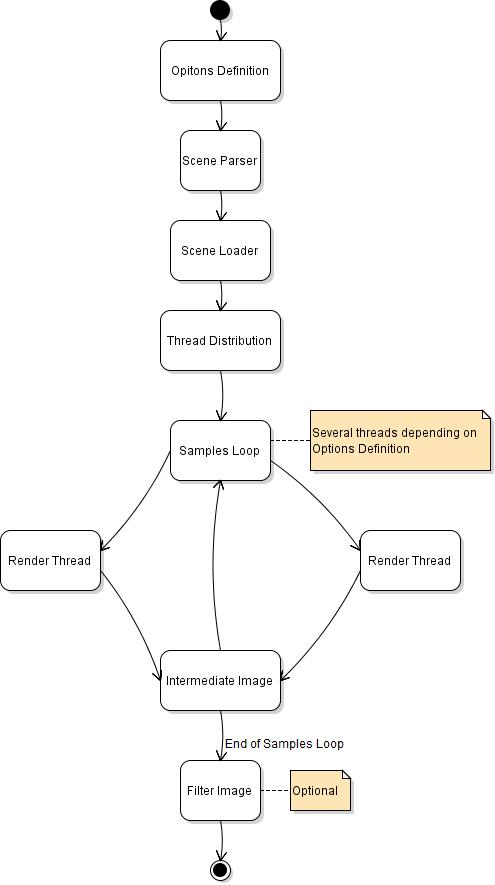 Opitons Definition
Scene Parser
Scene Loader
Thread Distribution
Samples Loop
Several threads depending on
Options Definition
Render Thread
Render Thread
Intermediate Image
End of Samples Loop
Filter Image
Optional